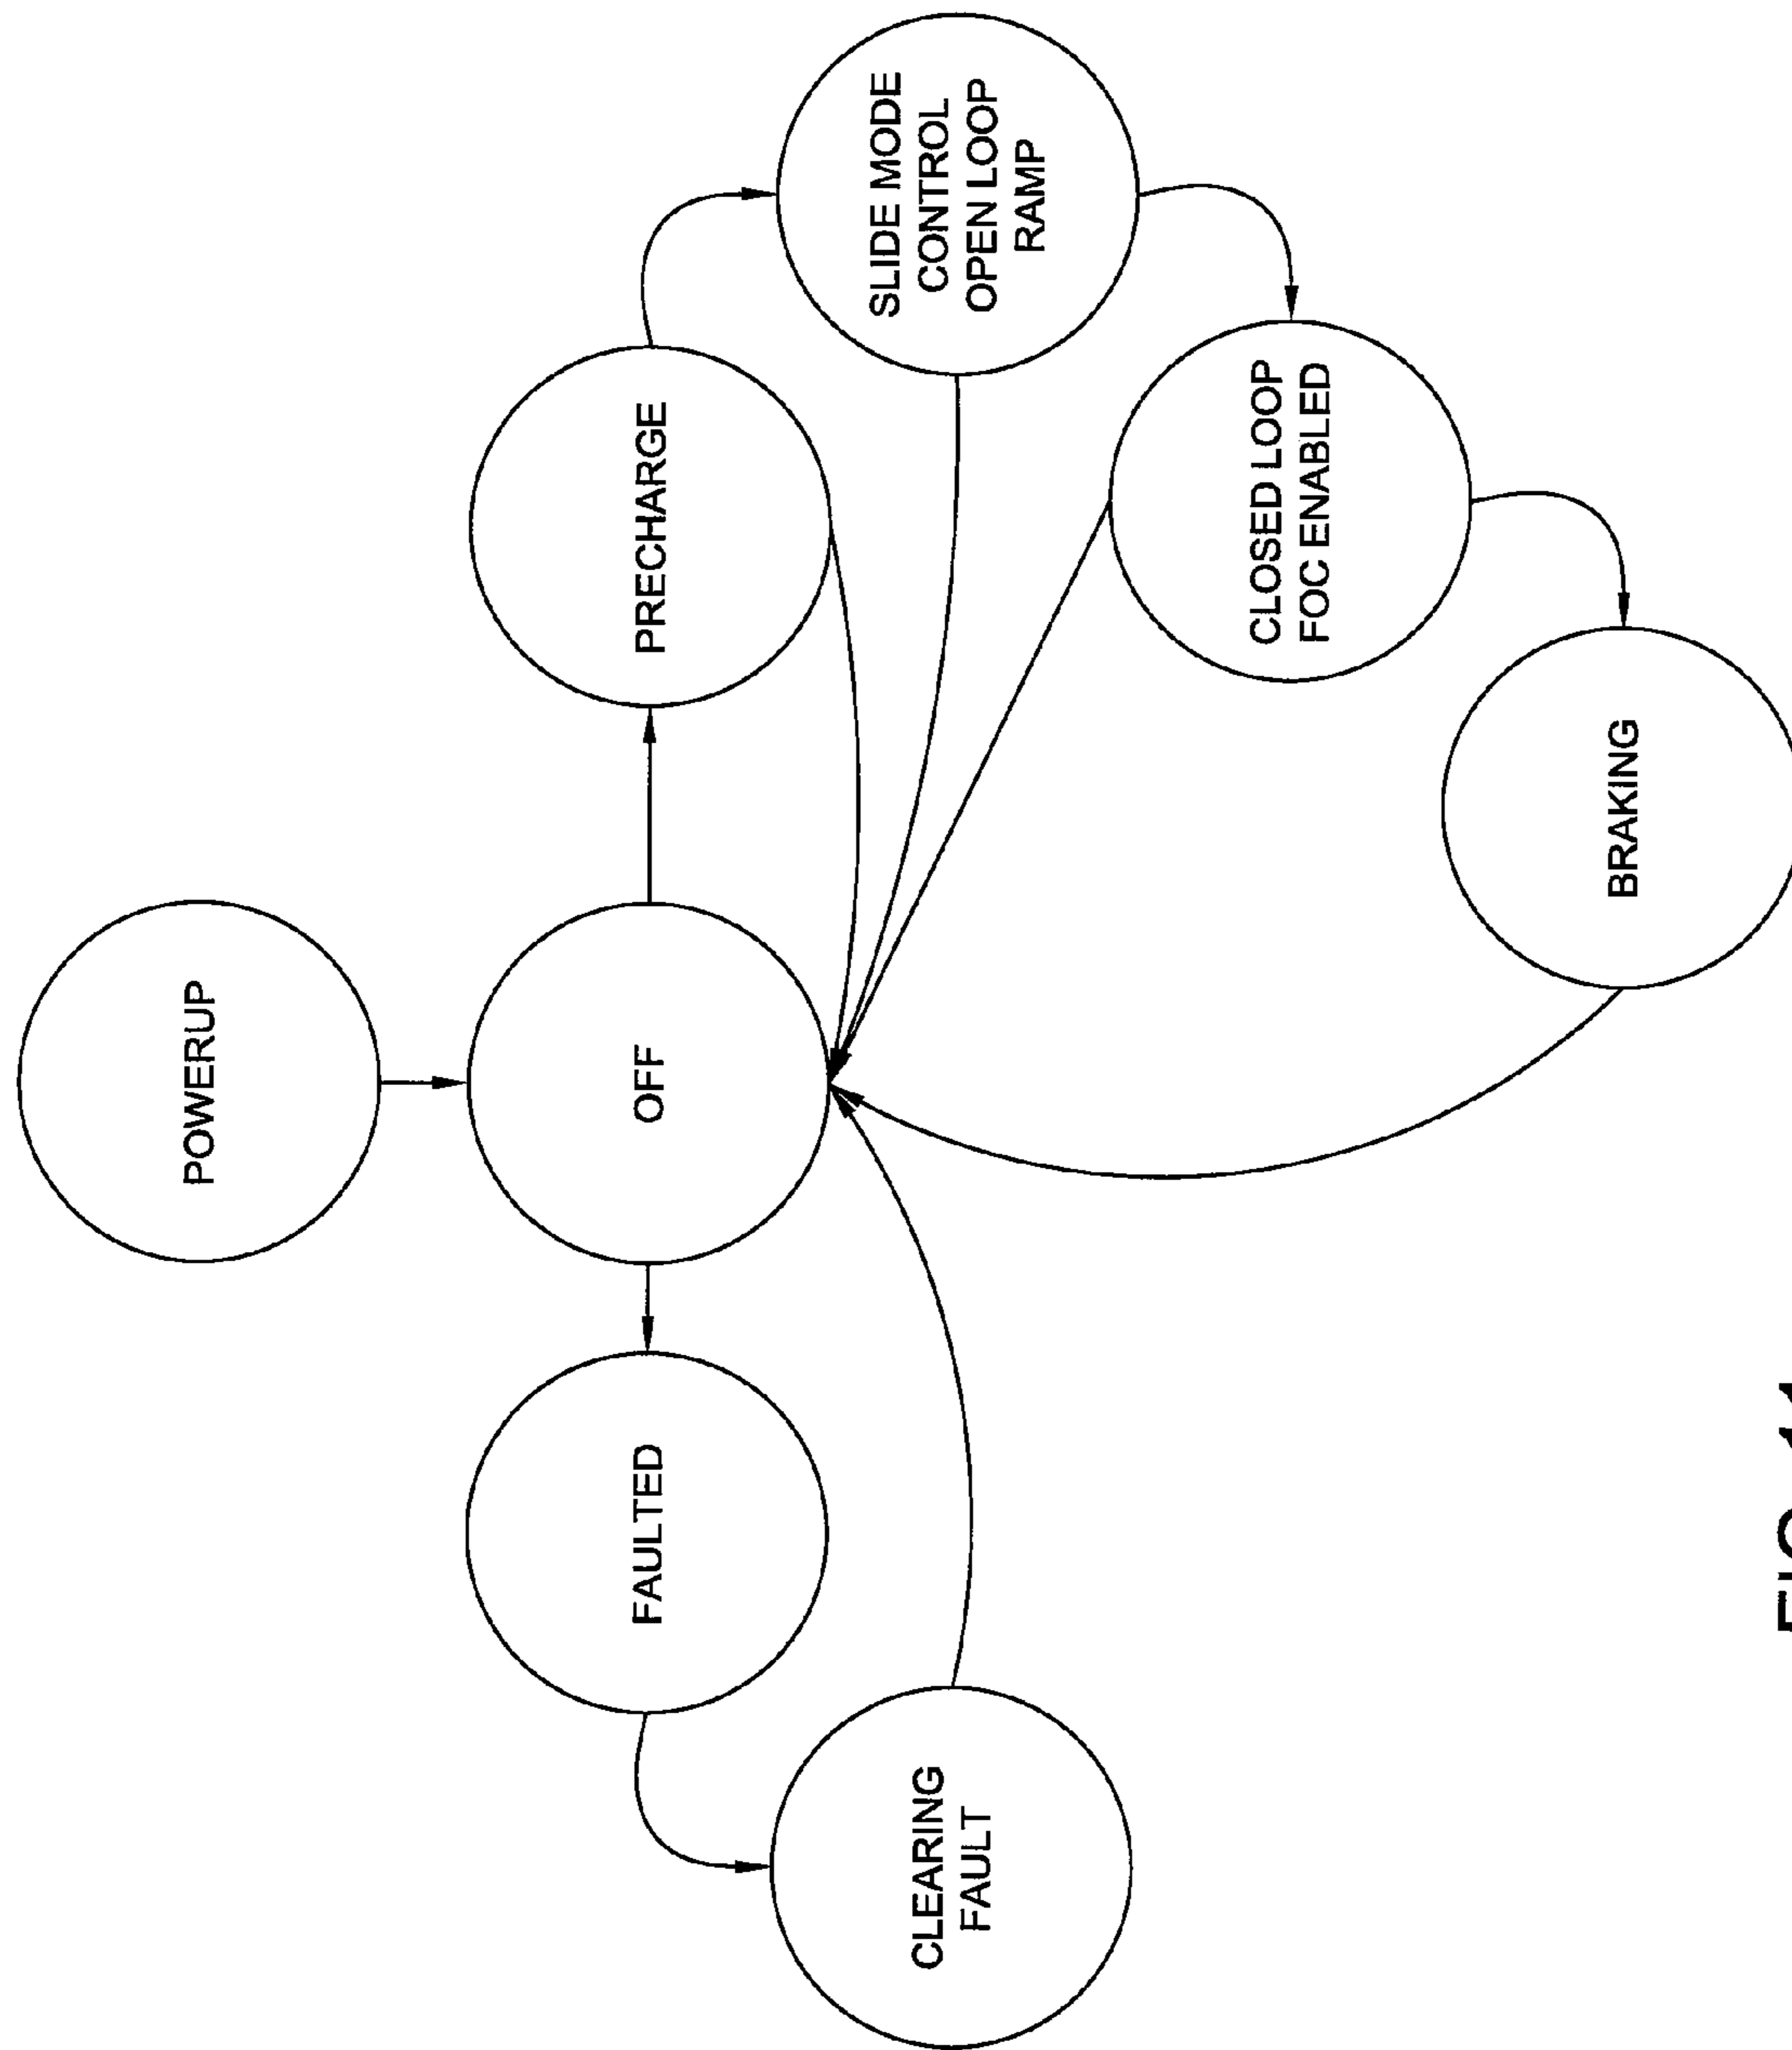 POWERUP
OFF
FAULTED
CLEARING
FAULT
PRECHARGE
SLIDE MODE
CONTROL
OPEN LOOP
RAMP
CLOSED LOOP
FOC ENABLED
BRAKING